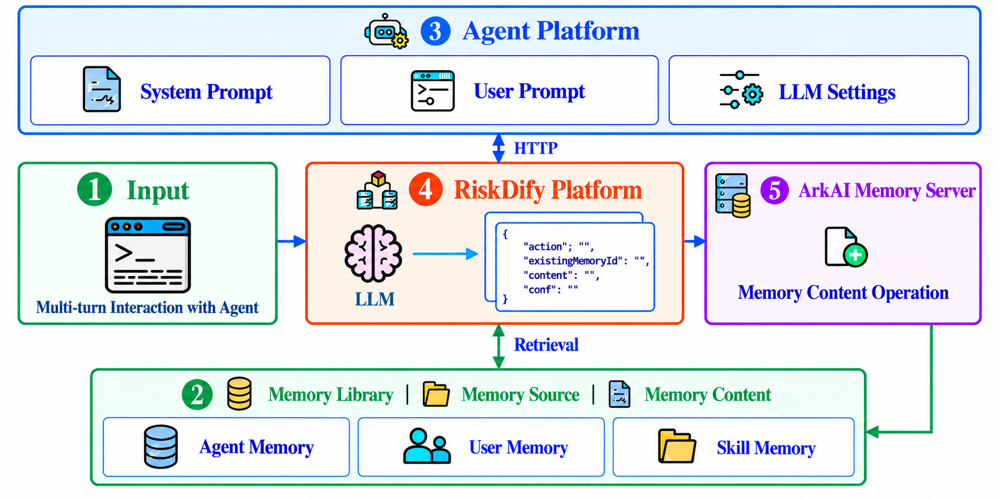 3 Agent Platform
System Prompt
User Prompt
LLM Settings
HTTP
1 Input
Multi-turn Interaction with Agent
4 RiskDify Platform
LLM
{
"action"; "",
"existingMemoryId": "",
"content": "",
"conf": ""
}
5 ArkAI Memory Server
Memory Content Operation
Retrieval
2 Memory Library | Memory Source | Memory Content
Agent Memory
User Memory
Skill Memory